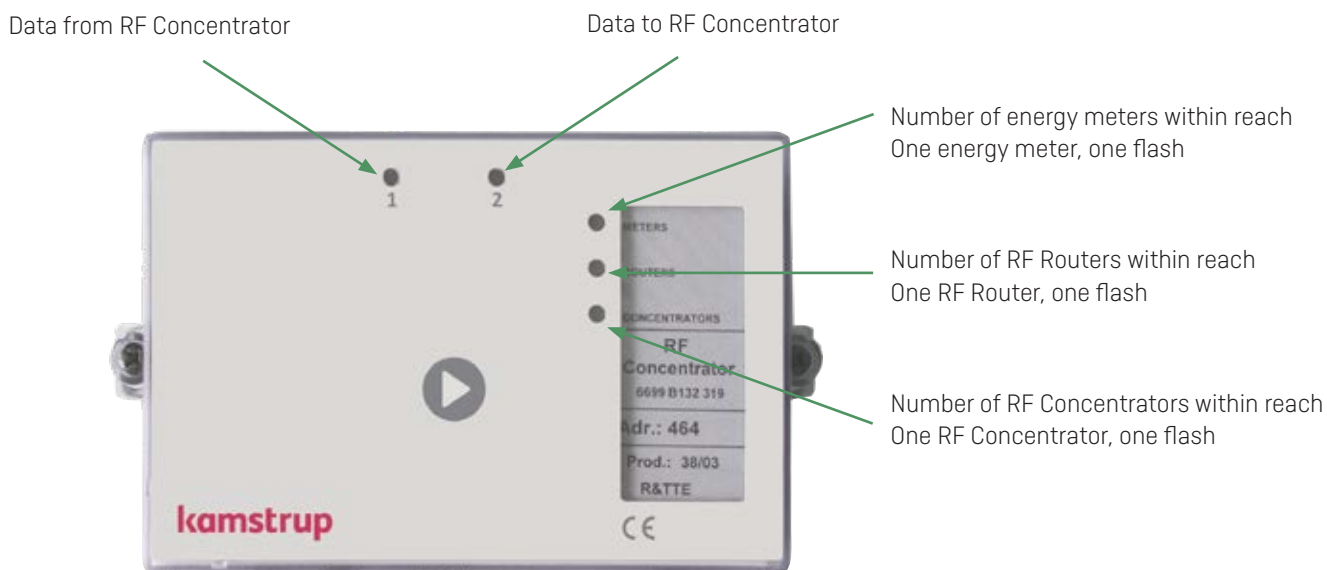 Data from RF Concentrator
Data to RF Concentrator
Number of energy meters within reach
One energy meter, one flash
1
2
METERS
Number of RF Routers within reach
One RF Router, one flash
ROUTERS
CONCENTRATORS
RF
Concentrator
6699 B132 319
Number of RF Concentrators within reach
One RF Concentrator, one flash
Adr.: 464
Prod.: 38/03
R&TTE
kamstrup
CE